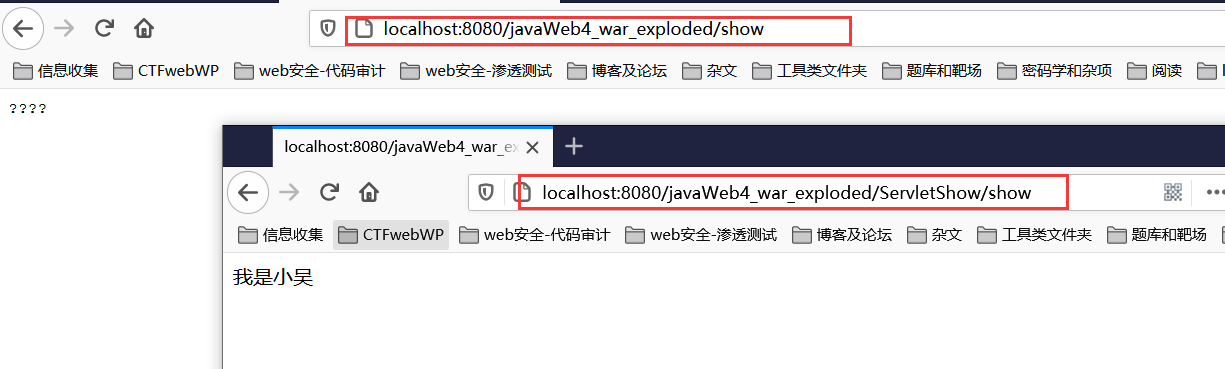 localhost:8080/javaWeb4_war_exploded/show
信息收集 CTFwebWP web安全-代码审计 web安全-渗透测试 博客及论坛 杂文 工具类文件夹 题库和靶场 密码学和杂项 阅读
????
localhost:8080/javaWeb4_war_ex
localhost:8080/javaWeb4_war_exploded/ServletShow/show
信息收集 CTFwebWP web安全-代码审计 web安全-渗透测试 博客及论坛 杂文 工具类文件夹 题库和靶场
我是小吴